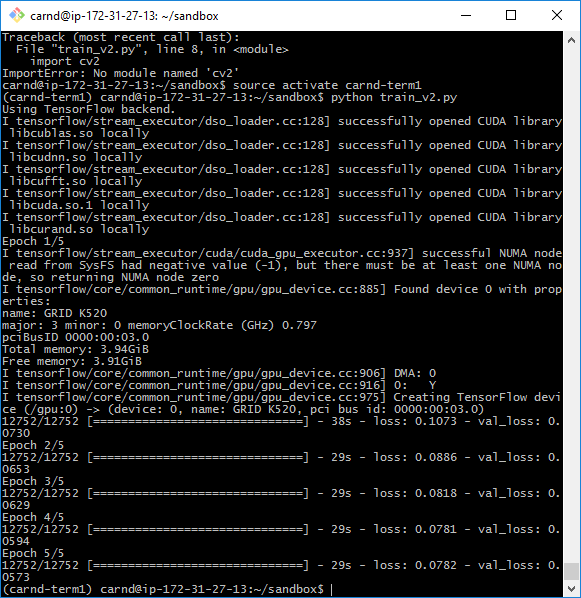 carnd@ip-172-31-27-13: ~/sandbox
Traceback (most recent call last):
  File "train_v2.py", line 8, in <module>
    import cv2
ImportError: No module named 'cv2'
carnd@ip-172-31-27-13:~/sandbox$ source activate carnd-term1
(carnd-term1) carnd@ip-172-31-27-13:~/sandbox$ python train_v2.py
Using TensorFlow backend.
I tensorflow/stream_executor/dso_loader.cc:128] successfully opened CUDA library
 libcublas.so locally
I tensorflow/stream_executor/dso_loader.cc:128] successfully opened CUDA library
 libcudnn.so locally
I tensorflow/stream_executor/dso_loader.cc:128] successfully opened CUDA library
 libcufft.so locally
I tensorflow/stream_executor/dso_loader.cc:128] successfully opened CUDA library
 libcuda.so.1 locally
I tensorflow/stream_executor/dso_loader.cc:128] successfully opened CUDA library
 libcurand.so locally
Epoch 1/5
I tensorflow/stream_executor/cuda/cuda_gpu_executor.cc:937] successful NUMA node
 read from SysFS had negative value (-1), but there must be at least one NUMA no
de, so returning NUMA node zero
I tensorflow/core/common_runtime/gpu/gpu_device.cc:885] Found device 0 with prop
erties:
name: GRID K520
major: 3 minor: 0 memoryClockRate (GHz) 0.797
pciBusID 0000:00:03.0
Total memory: 3.94GiB
Free memory: 3.91GiB
I tensorflow/core/common_runtime/gpu/gpu_device.cc:906] DMA: 0
I tensorflow/core/common_runtime/gpu/gpu_device.cc:916] 0:   Y
I tensorflow/core/common_runtime/gpu/gpu_device.cc:975] Creating TensorFlow devi
ce (/gpu:0) -> (device: 0, name: GRID K520, pci bus id: 0000:00:03.0)
12752/12752 [==============================] - 38s - loss: 0.1073 - val_loss: 0.
0730
Epoch 2/5
12752/12752 [==============================] - 29s - loss: 0.0886 - val_loss: 0.
0653
Epoch 3/5
12752/12752 [==============================] - 29s - loss: 0.0818 - val_loss: 0.
0629
Epoch 4/5
12752/12752 [==============================] - 29s - loss: 0.0781 - val_loss: 0.
0594
Epoch 5/5
12752/12752 [==============================] - 29s - loss: 0.0782 - val_loss: 0.
0573
(carnd-term1) carnd@ip-172-31-27-13:~/sandbox$